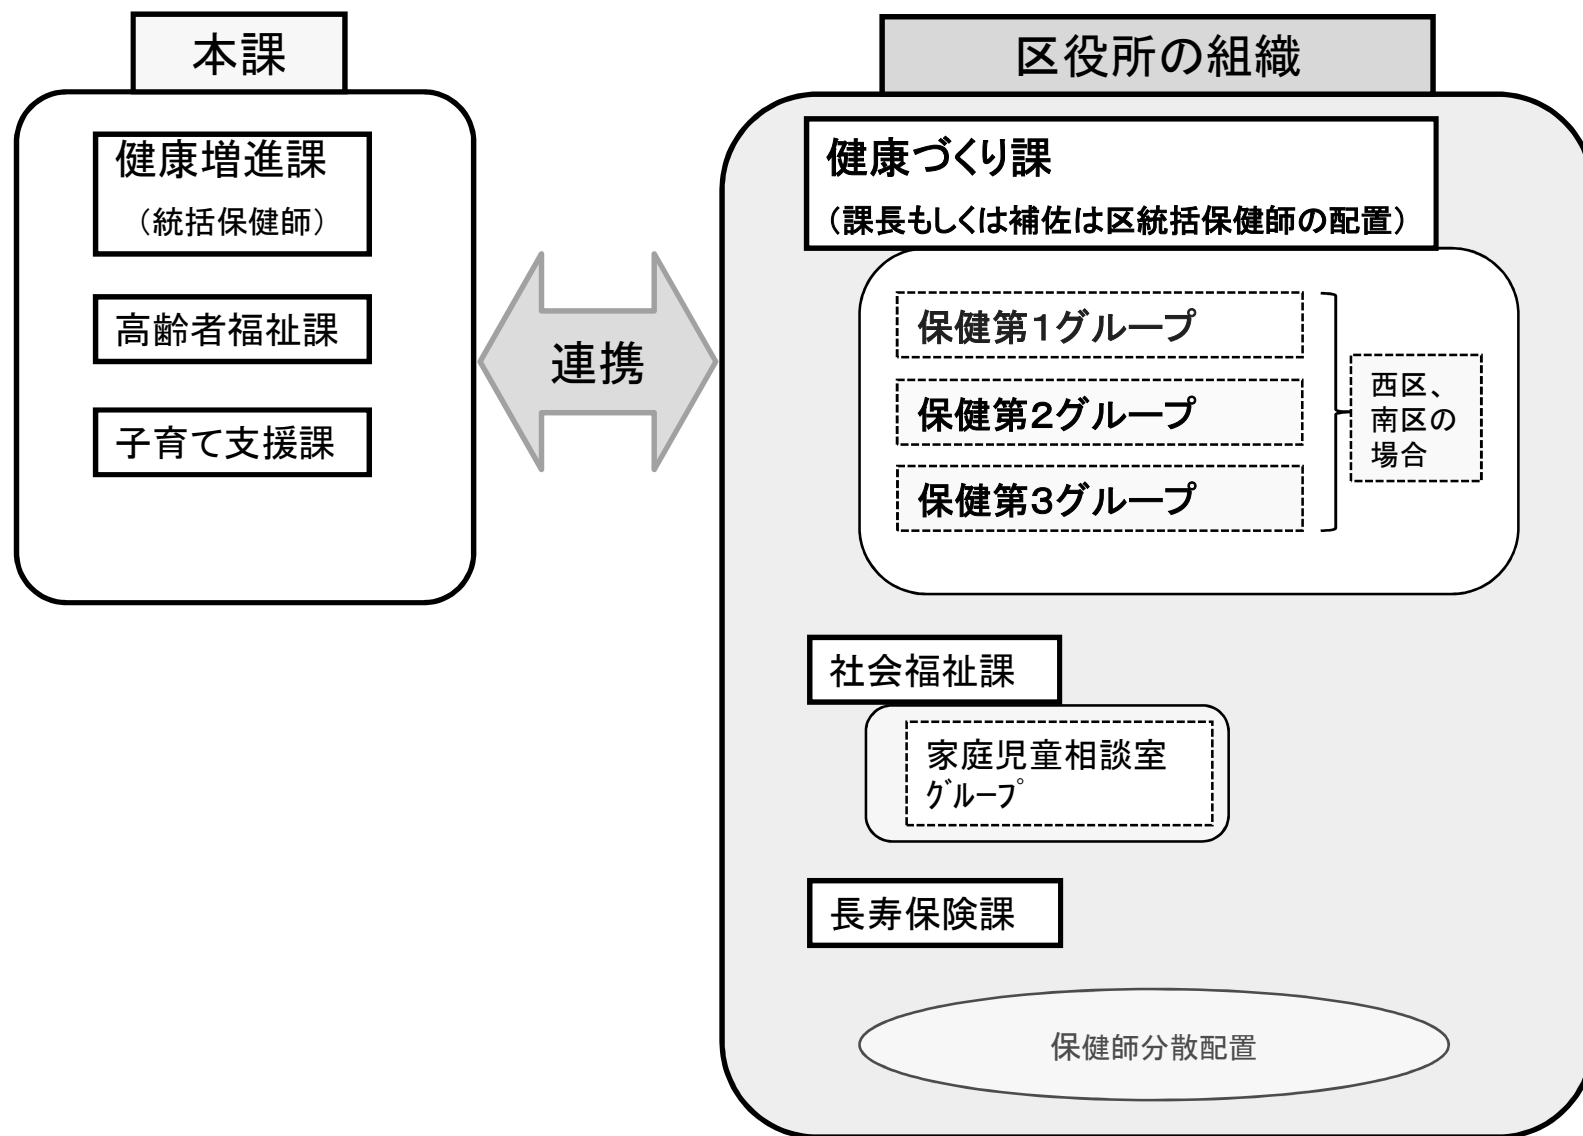 本課
健康増進課
（統括保健師）
高齢者福祉課
子育て支援課
連携
区役所の組織
健康づくり課
（課長もしくは補佐は区統括保健師の配置）
保健第１グループ
保健第２グループ
保健第３グループ
西区、
南区の
場合
社会福祉課
家庭児童相談室
ｸﾞﾙｰﾌﾟ
長寿保険課
保健師分散配置